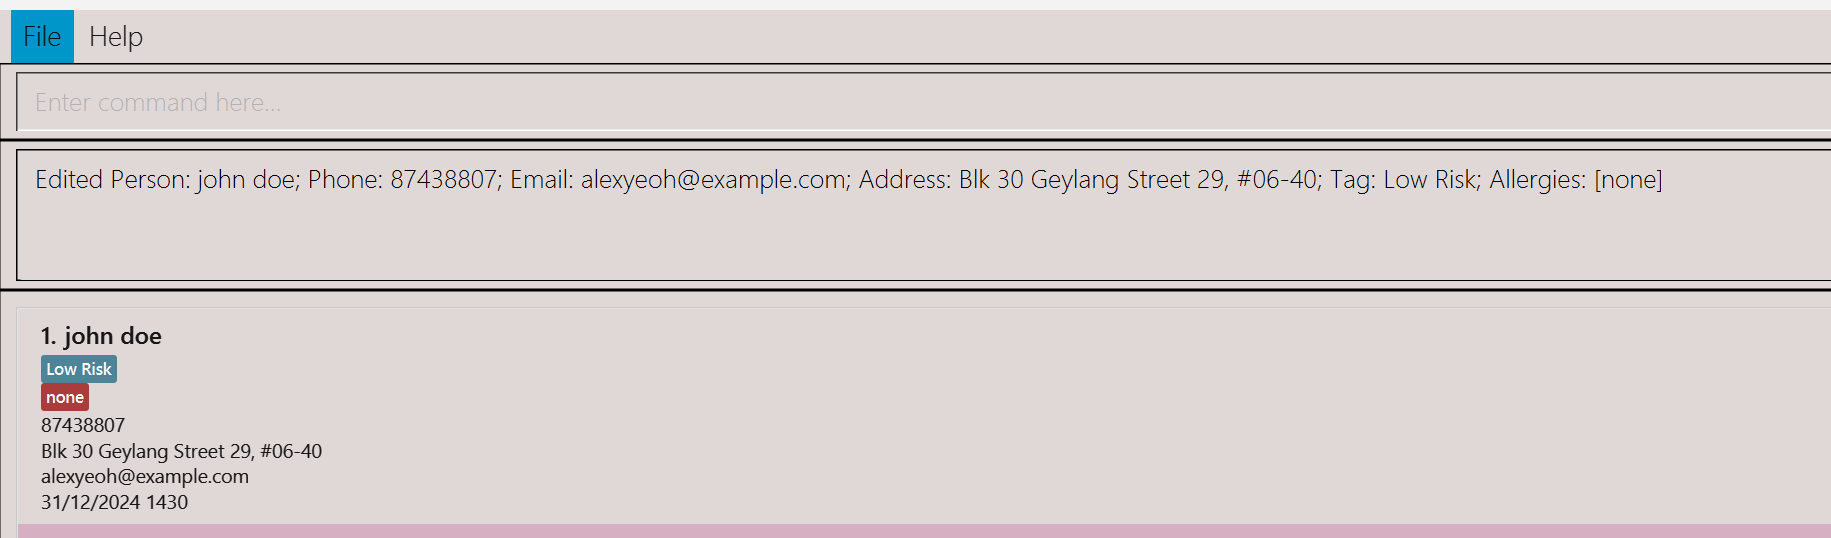 File Help
Enter command here...
Edited Person: john doe; Phone: 87438807; Email: alexyeoh@example.com; Address: Blk 30 Geylang Street 29, #06-40; Tag: Low Risk; Allergies: [none]
1. john doe
Low Risk
none
87438807
Blk 30 Geylang Street 29, #06-40
alexyeoh@example.com
31/12/2024 1430